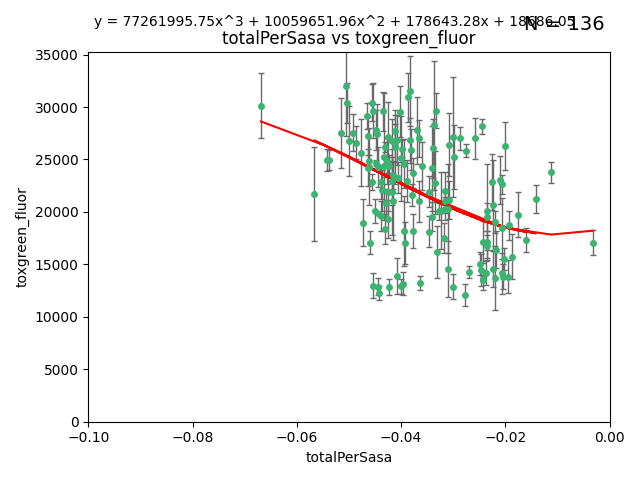 y = 77261995.75x^3 + 10059651.96x^2 + 178643.28x + 18686.05
N = 136
totalPerSasa vs toxgreen_fluor
35000
30000
25000
20000
15000
10000
5000
0
toxgreen_fluor
−0.10 −0.08 −0.06 −0.04 −0.02 0.00
totalPerSasa